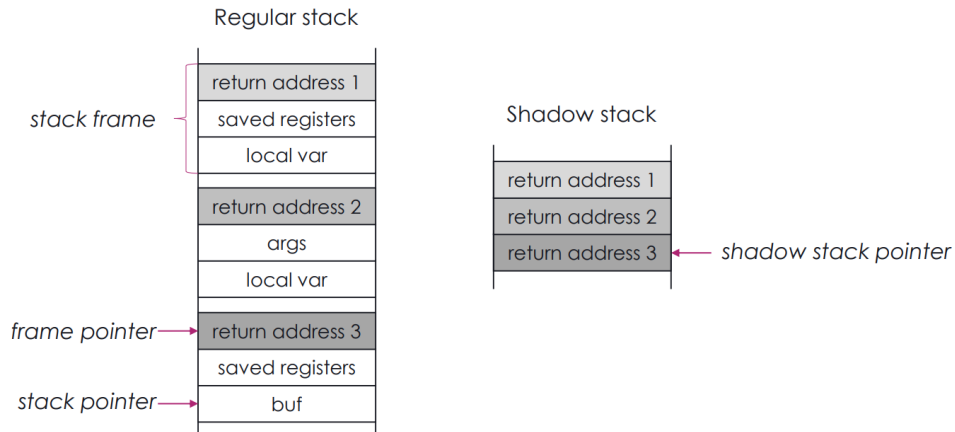 Regular stack
return address 1
stack frame
saved registers
local var
return address 2
args
local var
frame pointer
return address 3
saved registers
stack pointer
buf
Shadow stack
return address 1
return address 2
return address 3
shadow stack pointer